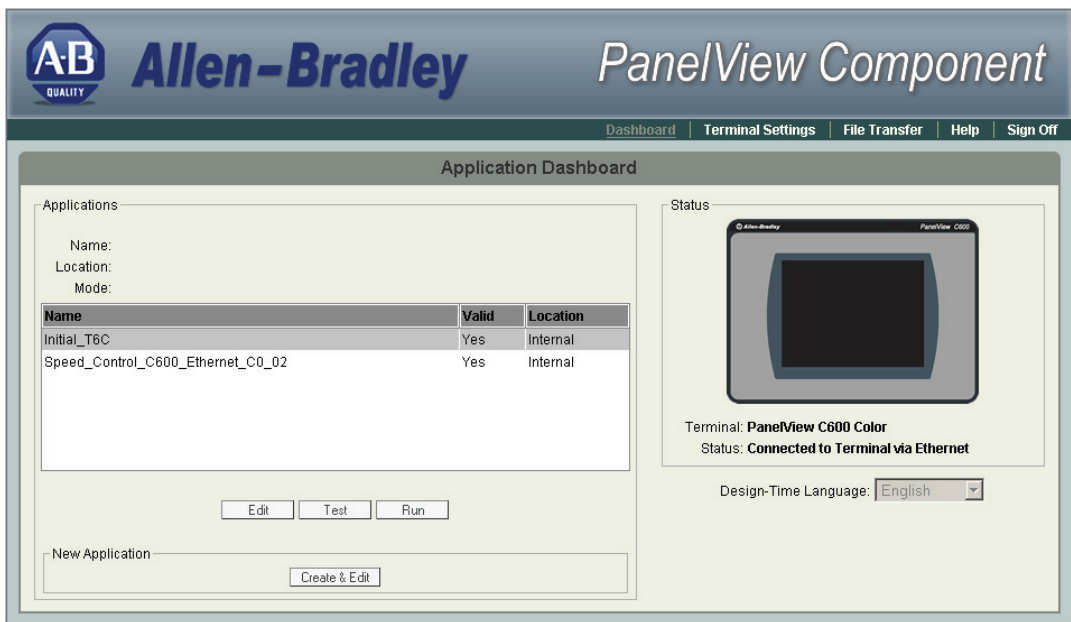 A-B
QUALITY
Allen-Bradley
PanelView Component
Dashboard | Terminal Settings | File Transfer | Help | Sign Off
Application Dashboard
Applications
Name:
Location:
Mode:
Name Valid Location
Initial_T6C Yes Internal
Speed_Control_C600_Ethernet_C0_02 Yes Internal
Edit Test Run
New Application
Create & Edit
Status
Allen-Bradley PanelView C600
Terminal: PanelView C600 Color
Status: Connected to Terminal via Ethernet
Design-Time Language: English